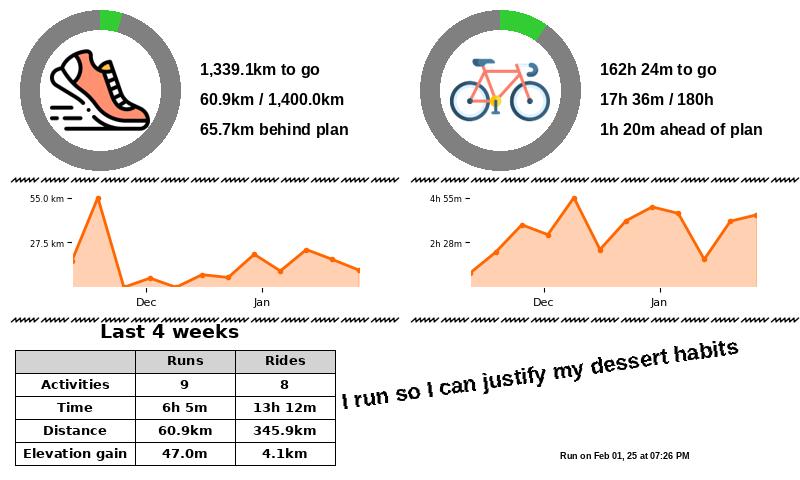 1,339.1km to go
60.9km / 1,400.0km
65.7km behind plan
162h 24m to go
17h 36m / 180h
1h 20m ahead of plan
55.0 km
27.5 km
Dec Jan
4h 55m
2h 28m
Dec Jan
Last 4 weeks
Runs Rides
Activities 9 8
Time 6h 5m 13h 12m
Distance 60.9km 345.9km
Elevation gain 47.0m 4.1km
I run so I can justify my dessert habits
Run on Feb 01, 25 at 07:26 PM